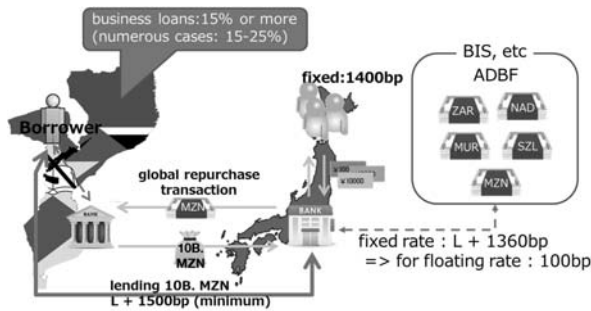 business loans:15% or more
(numerous cases: 15-25%)
BIS, etc
ADBF
fixed:1400bp
ZAR
NAD
MUR
SZL
MZN
Borrower
global repurchase
transaction
MZN
¥10000
BANK
BANK
10B.
MZN
fixed rate : L + 1360bp
=> for floating rate : 100bp
lending 10B. MZN
L + 1500bp (minimum)